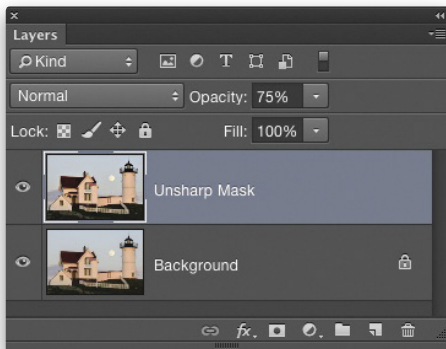 Layers
Kind
Normal Opacity: 75%
Lock: Fill: 100%
Unsharp Mask
Background
fx